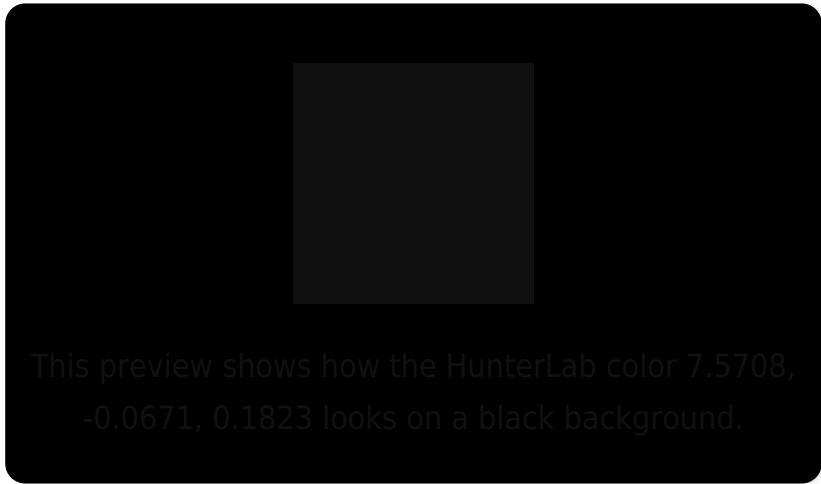 This preview shows how the HunterLab color 7.5708,
-0.0671, 0.1823 looks on a black background.